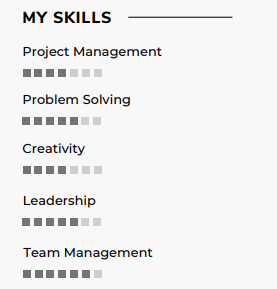 MY SKILLS
Project Management
Problem Solving
Creativity
Leadership
Team Management